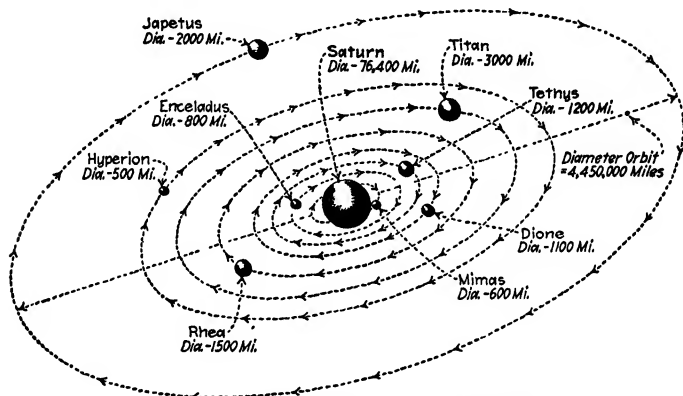 Japetus
Dia.-2000 Mi.
Saturn
Dia.-76,400 Mi.
Titan
Dia.-3000 Mi.
Tethys
Dia.-1200 Mi.
Enceladus
Dia.-800 Mi.
Hyperion
Dia.-500 Mi.
Diameter Orbit
=4,450,000 Miles
Dione
Dia.-1100 Mi.
Mimas
Dia.-600 Mi.
Rhea
Dia.-1500 Mi.